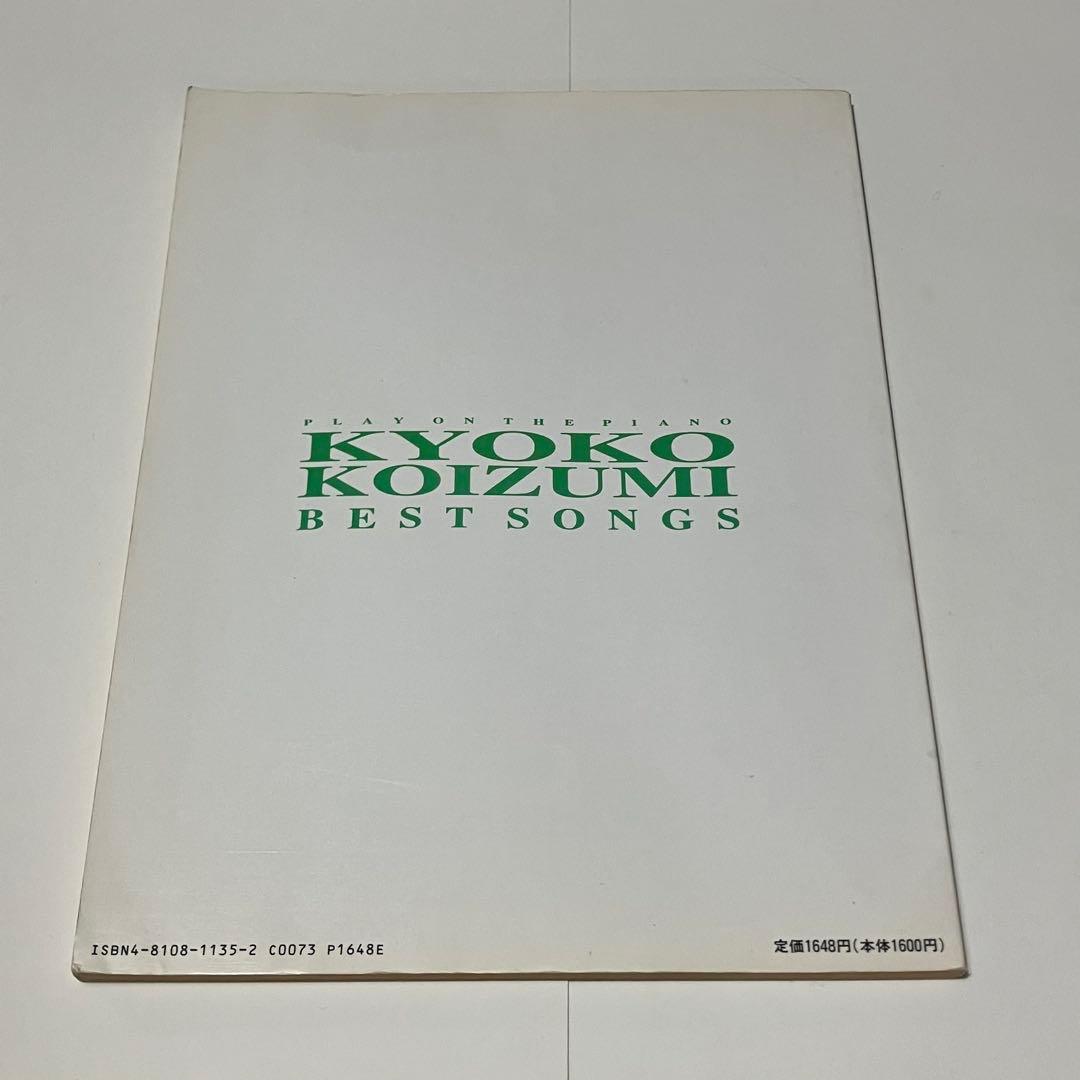 PLAY ON THE PIANO
KYOKO
KOIZUMI
BEST SONGS
ISBN4-8108-1135-2 C0073 P1648E
定価1648円(本体1600円)